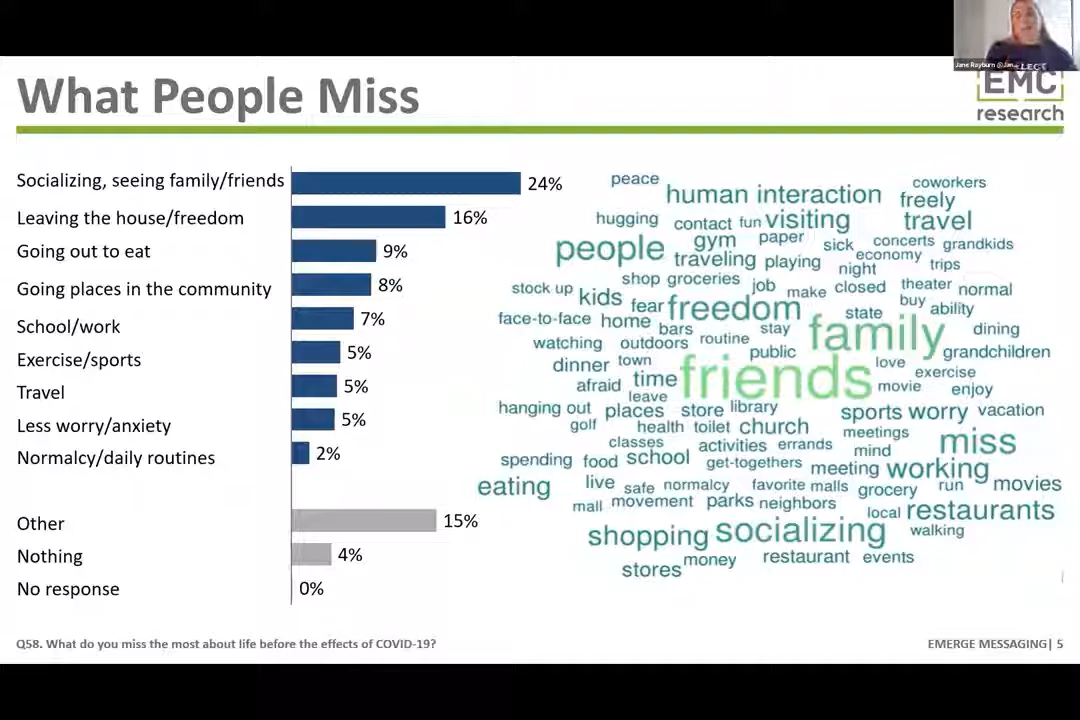 What People Miss
Jane Rayburn
EMC
research
Socializing, seeing family/friends 24%
Leaving the house/freedom 16%
Going out to eat 9%
Going places in the community 8%
School/work 7%
Exercise/sports 5%
Travel 5%
Less worry/anxiety 5%
Normalcy/daily routines 2%
Other 15%
Nothing 4%
No response 0%
peace human interaction coworkers
freely
hugging contact fun visiting travel
people gym paper sick concerts grandkids
traveling playing night economy trips
shop groceries job make closed theater normal
stock up kids fear freedom state buy ability
face-to-face home bars stay family dining
watching outdoors routine public grandchildren
dinner town friends love exercise
afraid time movie enjoy
leave
hanging out places store library sports worry vacation
golf health toilet church meetings
classes activities errands mind miss
spending food school get-togethers meeting working
eating live safe normalcy favorite malls grocery run movies
mall movement parks neighbors local restaurants
shopping socializing walking
stores money restaurant events
Q58. What do you miss the most about life before the effects of COVID-19?
EMERGE MESSAGING| 5